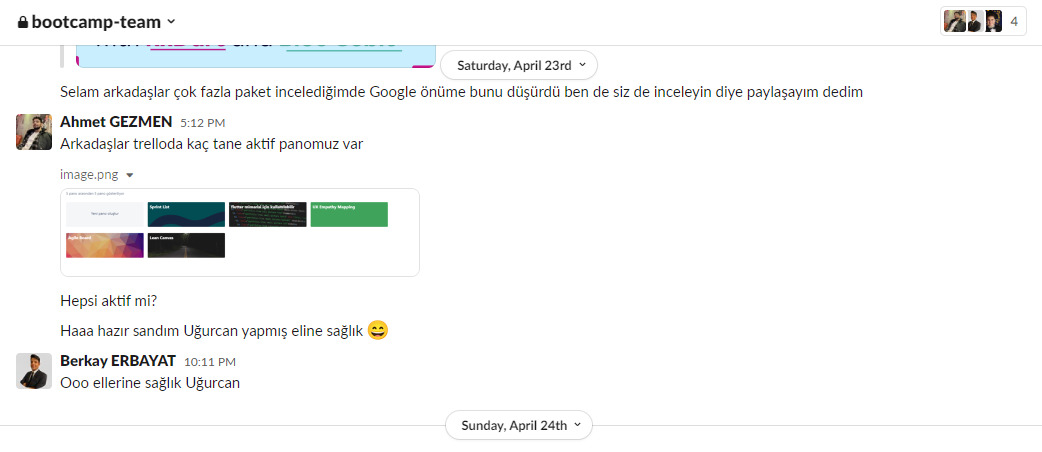 bootcamp-team
4
Saturday, April 23rd
Selam arkadaşlar çok fazla paket incelediğimde Google önüme bunu düşürdü ben de siz de inceleyin diye paylaşayım dedim
Ahmet GEZMEN 5:12 PM
Arkadaşlar trelloda kaç tane aktif panomuz var
image.png
Yeni pano oluştur
Sprint List
flutter mimarisi için kullanılabilir
UX Empathy Mapping
Agile Board
Lean Canvas
Hepsi aktif mi?
Haaa hazır sandım Uğurcan yapmış eline sağlık
Berkay ERBAYAT 10:11 PM
Ooo ellerine sağlık Uğurcan
Sunday, April 24th